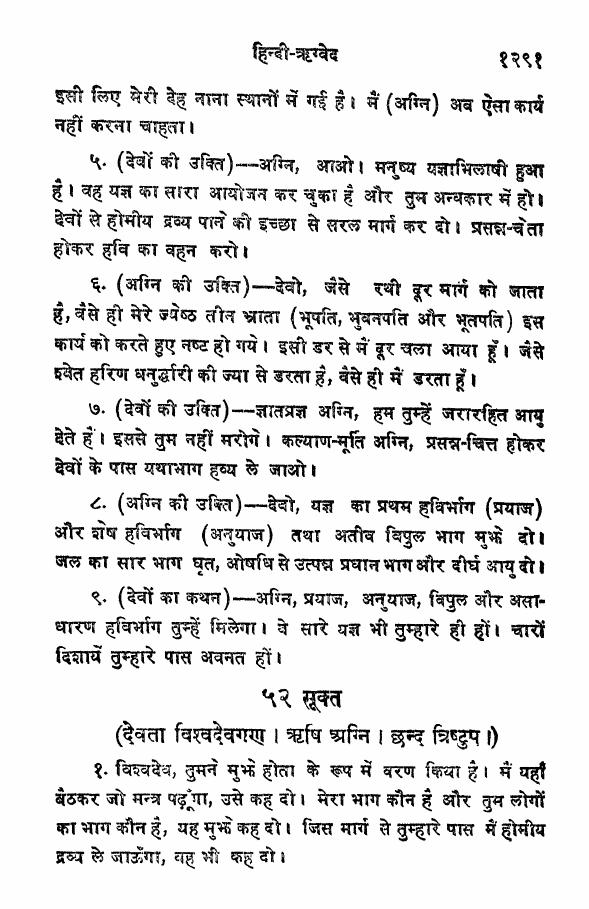 हिन्दी-ऋग्वेद १२९१
इसी लिए मेरी देह नाना स्थानों में गई है। मैं (अग्नि) अब ऐसा कार्य
नहीं करना चाहता।
५. (देवों की उक्ति)—अग्नि, आओ। मनुष्य यज्ञाभिलाषी हुआ
है। वह यज्ञ का सारा आयोजन कर चुका है और तुम अन्धकार में हो।
देवों से होमीय द्रव्य पाने की इच्छा से सरल मार्ग कर दो। प्रसन्न-चेता
होकर हवि का वहन करो।
६. (अग्नि की उक्ति)—देवो, जैसे रथी दूर मार्ग को जाता
है, वैसे ही मेरे ज्येष्ठ तीन भ्राता (भूपति, भुवनपति और भूतपति) इस
कार्य को करते हुए नष्ट हो गये। इसी डर से मैं दूर चला आया हूँ। जैसे
श्वेत हरिण धनुर्द्धारी की ज्या से डरता है, वैसे ही मैं डरता हूँ।
७. (देवों की उक्ति)—ज्ञातप्रज्ञ अग्नि, हम तुम्हें जरारहित आयु
देते हैं। इससे तुम नहीं मरोगे। कल्याण-मूर्ति अग्नि, प्रसन्न-चित्त होकर
देवों के पास यथाभाग हव्य ले जाओ।
८. (अग्नि की उक्ति)—देवो, यज्ञ का प्रथम हविर्भाग (प्रयाज)
और शेष हविर्भाग (अनुयाज) तथा अतीव विपुल भाग मुझे दो।
जल का सार भाग घृत, ओषधि से उत्पन्न प्रधान भाग और दीर्घ आयु दो।
९. (देवों का कथन)—अग्नि, प्रयाज, अनुयाज, विपुल और असा-
धारण हविर्भाग तुम्हें मिलेगा। वे सारे यज्ञ भी तुम्हारे ही हों। चारों
दिशायें तुम्हारे पास अवनत हों।
५२ सूक्त
(देवता विश्वदेवगण। ऋषि अग्नि। छन्द त्रिष्टुप।)
१. विश्वदेव, तुमने मुझे होता के रूप में वरण किया है। मैं यहाँ
बैठकर जो मन्त्र पढ़ूँगा, उसे कह दो। मेरा भाग कौन है और तुम लोगों
का भाग कौन है, यह मुझे कह दो। जिस मार्ग से तुम्हारे पास मैं होमीय
द्रव्य ले जाऊँगा, वह भी कह दो।